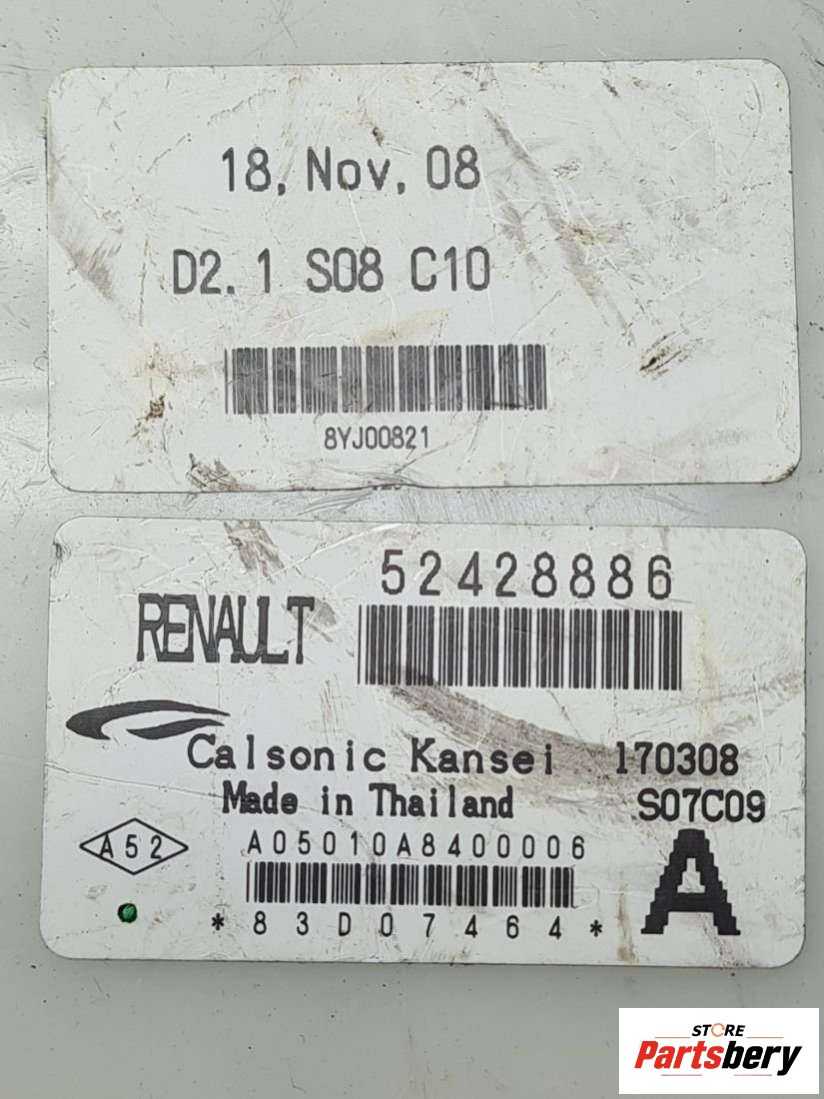 18, Nov, 08
D2.1 S08 C10
8YJ00821
52428886
RENAULT
Calsonic Kansei 170308
Made in Thailand S07C09
A52 A05010A8400006
A
*83D07464*
STORE
Partsbery